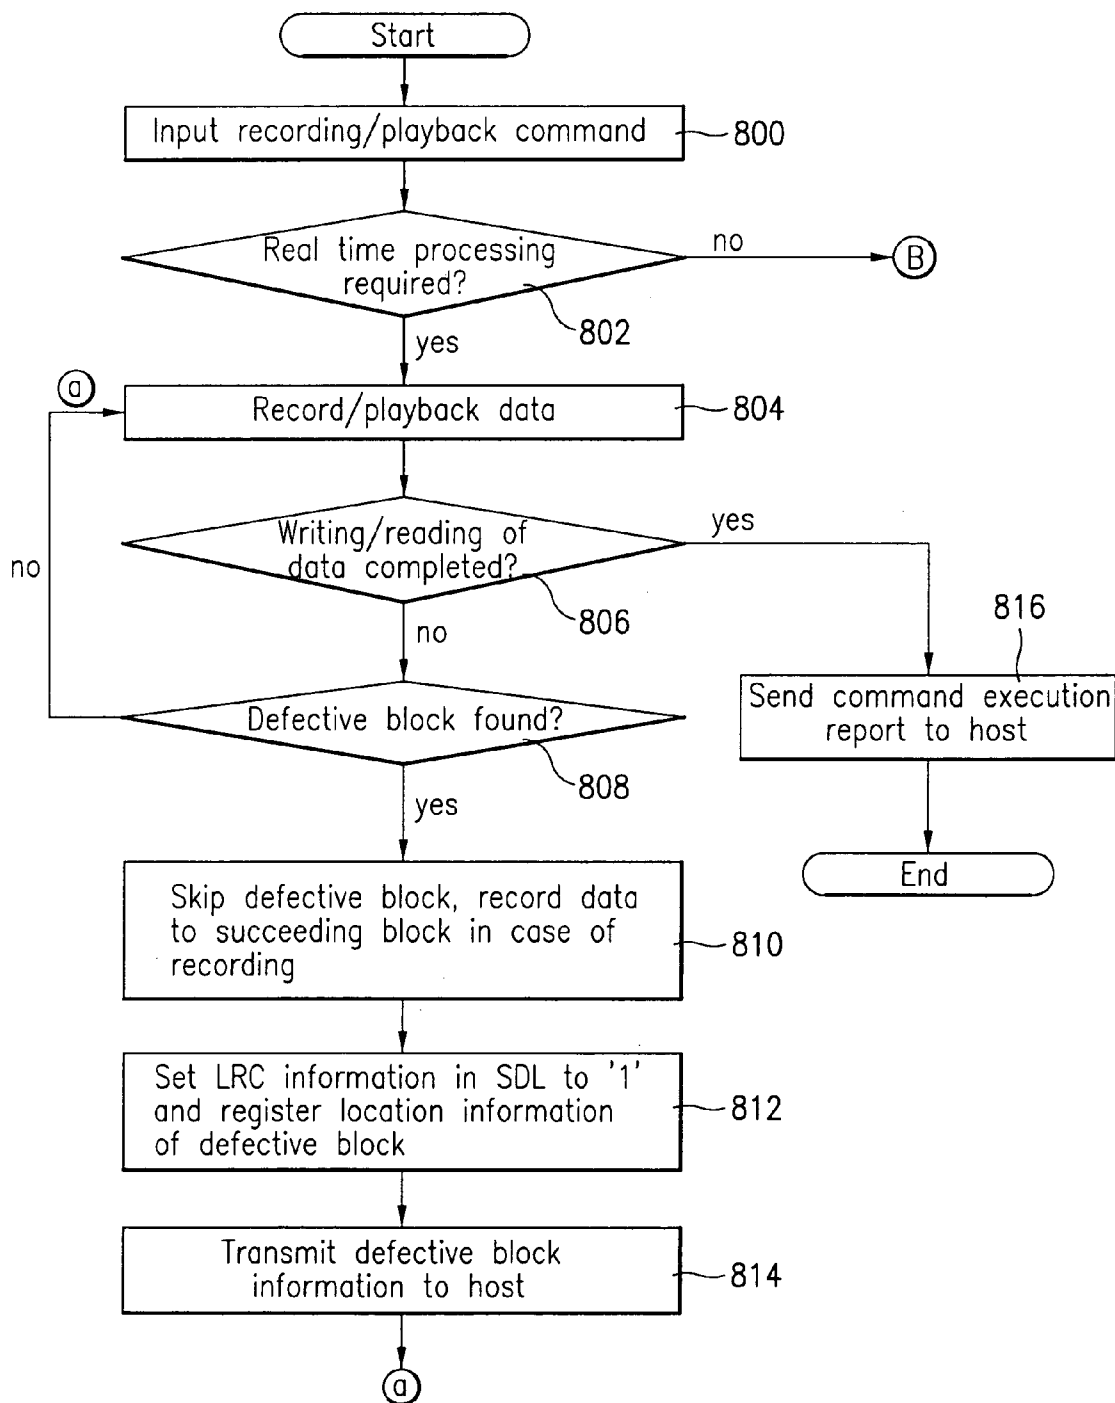 Start
Input recording/playback command
800
Real time processing
required?
no
B
802
yes
a
Record/playback data
804
Writing/reading of
data completed?
yes
no
806
no
816
Send command execution
report to host
Defective block found?
808
yes
End
Skip defective block, record data
to succeeding block in case of
recording
810
Set LRC information in SDL to '1'
and register location information
of defective block
812
Transmit defective block
information to host
814
a